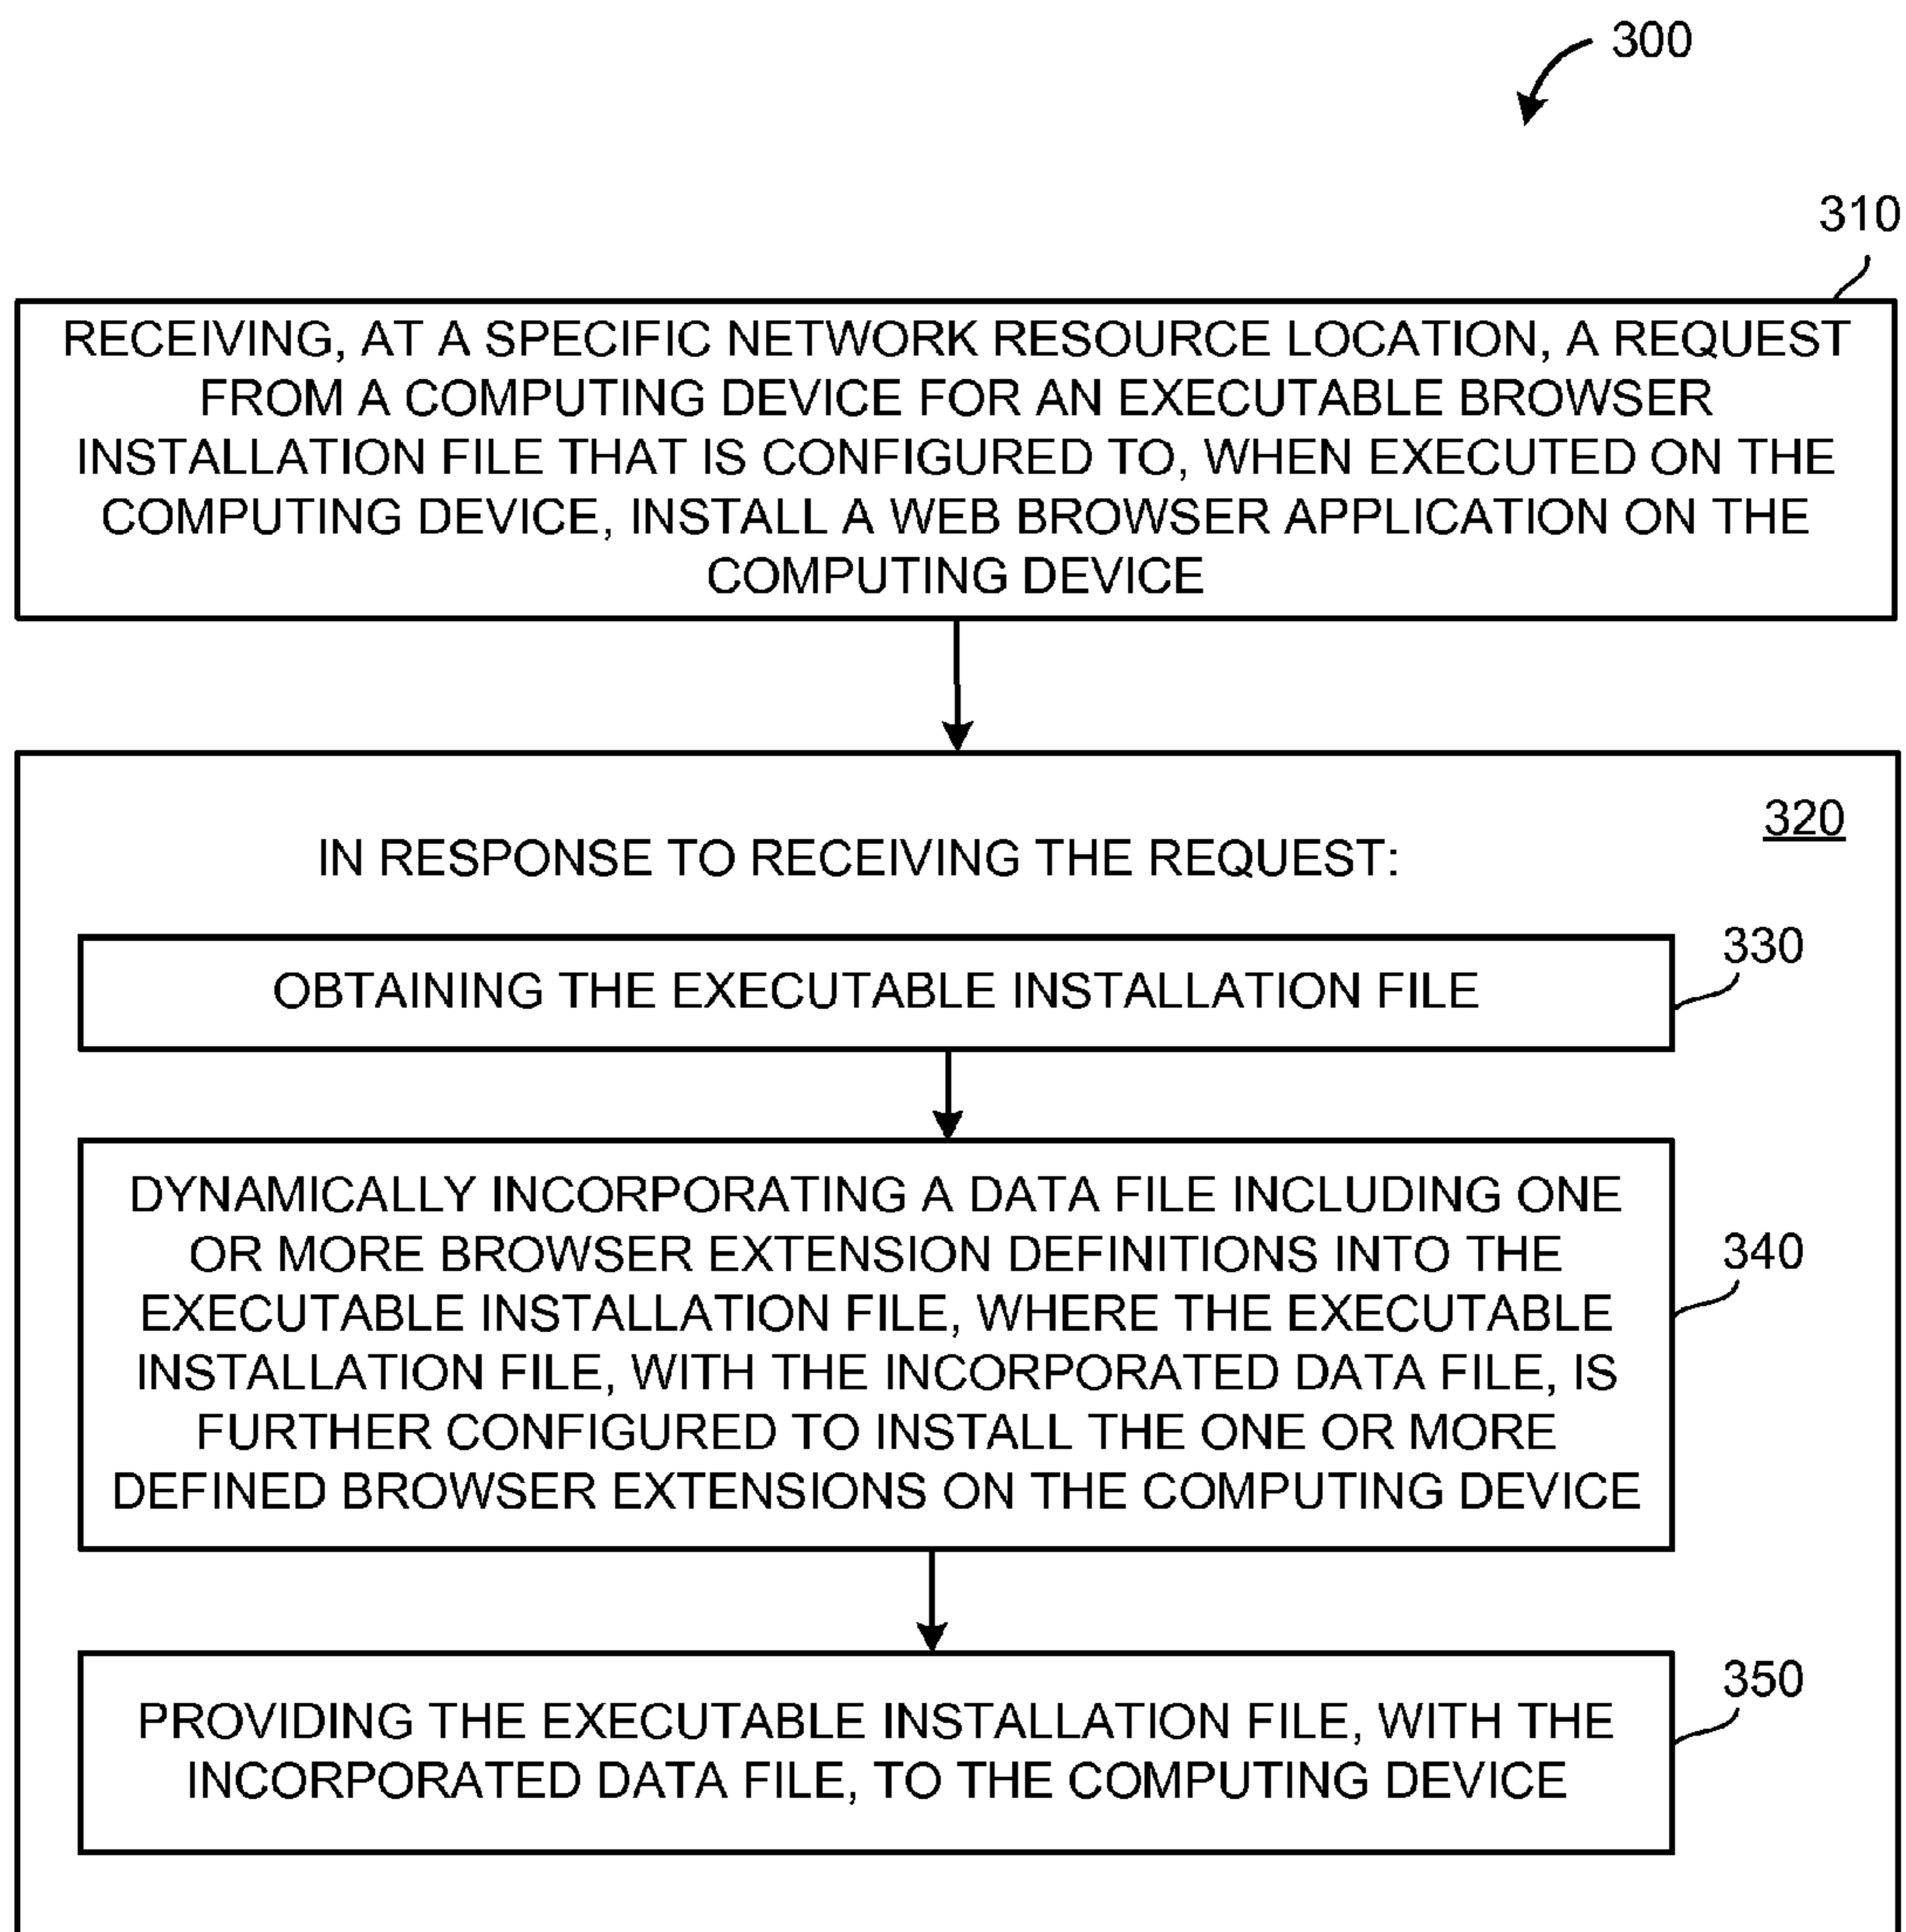 300
310
RECEIVING, AT A SPECIFIC NETWORK RESOURCE LOCATION, A REQUEST
FROM A COMPUTING DEVICE FOR AN EXECUTABLE BROWSER
INSTALLATION FILE THAT IS CONFIGURED TO, WHEN EXECUTED ON THE
COMPUTING DEVICE, INSTALL A WEB BROWSER APPLICATION ON THE
COMPUTING DEVICE
320
IN RESPONSE TO RECEIVING THE REQUEST:
330
OBTAINING THE EXECUTABLE INSTALLATION FILE
DYNAMICALLY INCORPORATING A DATA FILE INCLUDING ONE
OR MORE BROWSER EXTENSION DEFINITIONS INTO THE
EXECUTABLE INSTALLATION FILE, WHERE THE EXECUTABLE
INSTALLATION FILE, WITH THE INCORPORATED DATA FILE, IS
FURTHER CONFIGURED TO INSTALL THE ONE OR MORE
DEFINED BROWSER EXTENSIONS ON THE COMPUTING DEVICE
340
PROVIDING THE EXECUTABLE INSTALLATION FILE, WITH THE
INCORPORATED DATA FILE, TO THE COMPUTING DEVICE
350